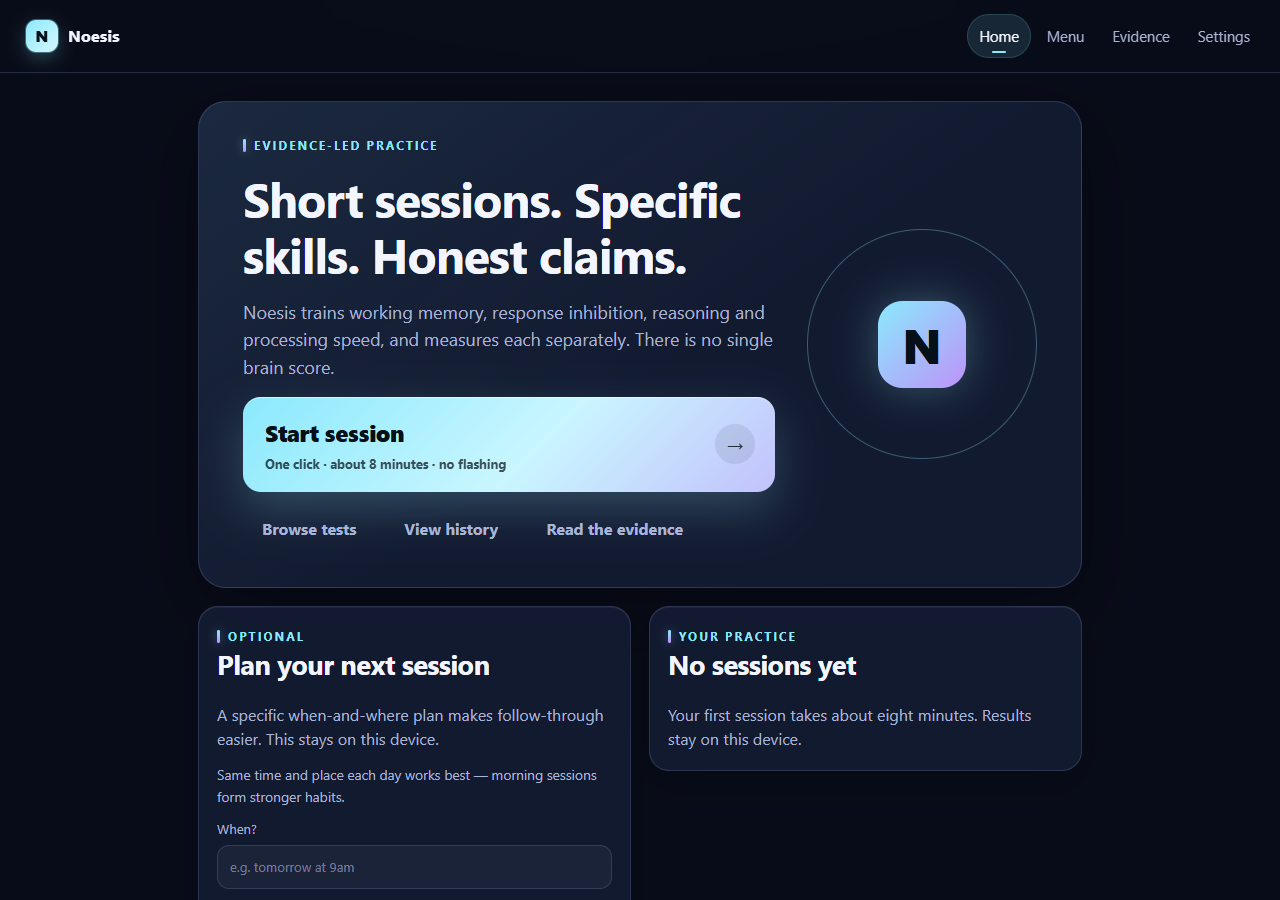 N Noesis
Home Menu Evidence Settings
EVIDENCE-LED PRACTICE
Short sessions. Specific
skills. Honest claims.
Noesis trains working memory, response inhibition, reasoning and
processing speed, and measures each separately. There is no single
brain score.
Start session
One click · about 8 minutes · no flashing
→
Browse tests View history Read the evidence
N
OPTIONAL
Plan your next session
A specific when-and-where plan makes follow-through
easier. This stays on this device.
Same time and place each day works best — morning sessions
form stronger habits.
When?
e.g. tomorrow at 9am
YOUR PRACTICE
No sessions yet
Your first session takes about eight minutes. Results
stay on this device.